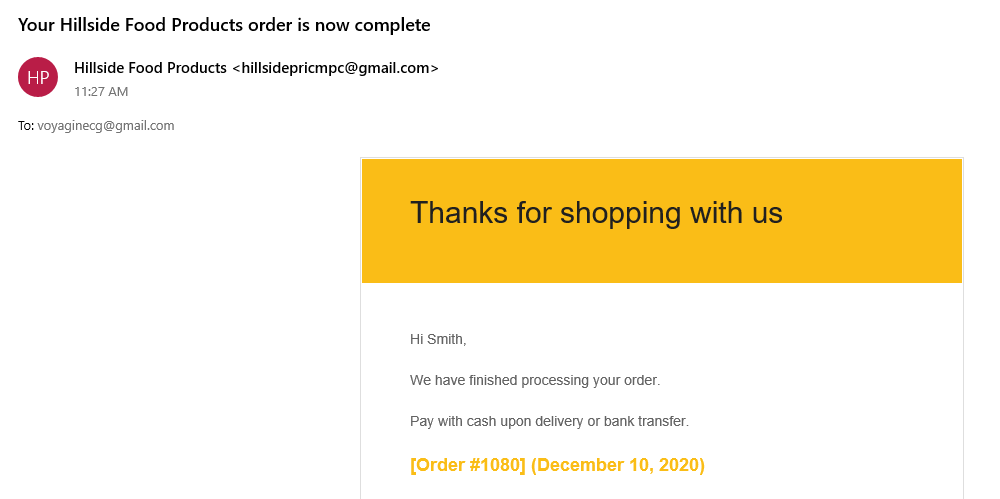 Your Hillside Food Products order is now complete
HP
Hillside Food Products <hillsidepricmpc@gmail.com>
11:27 AM
To: voyaginecg@gmail.com
Thanks for shopping with us
Hi Smith,
We have finished processing your order.
Pay with cash upon delivery or bank transfer.
[Order #1080] (December 10, 2020)